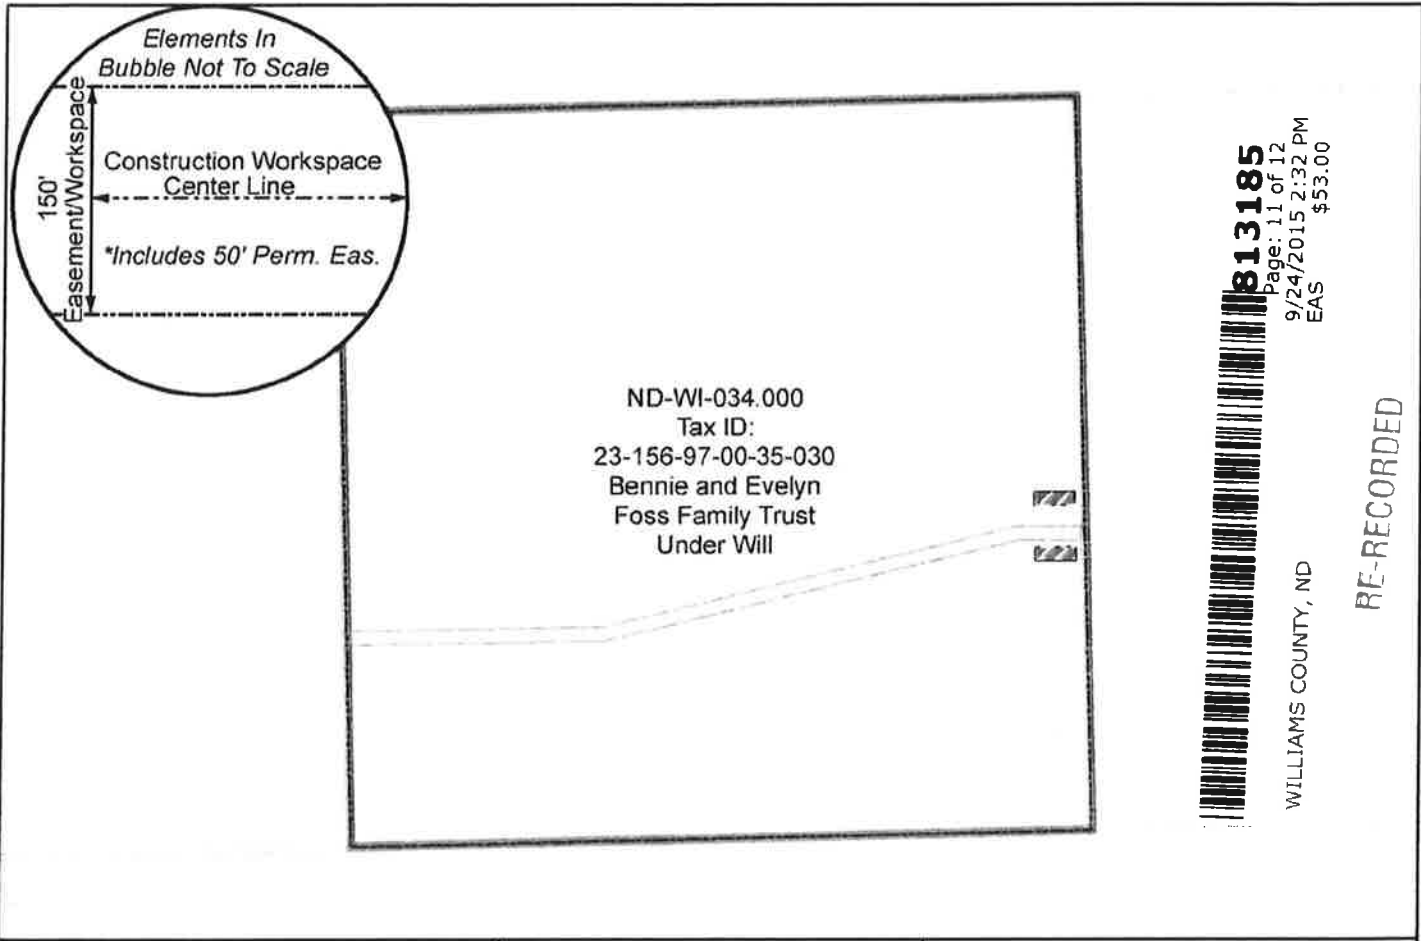 Elements In
Bubble Not To Scale
150'
Easement/Workspace
Construction Workspace
Center Line
*Includes 50' Perm. Eas.
ND-WI-034.000
Tax ID:
23-156-97-00-35-030
Bennie and Evelyn
Foss Family Trust
Under Will
813185
Page: 11 of 12
9/24/2015 2:32 PM
EAS $53.00
WILLIAMS COUNTY, ND
RE-RECORDED